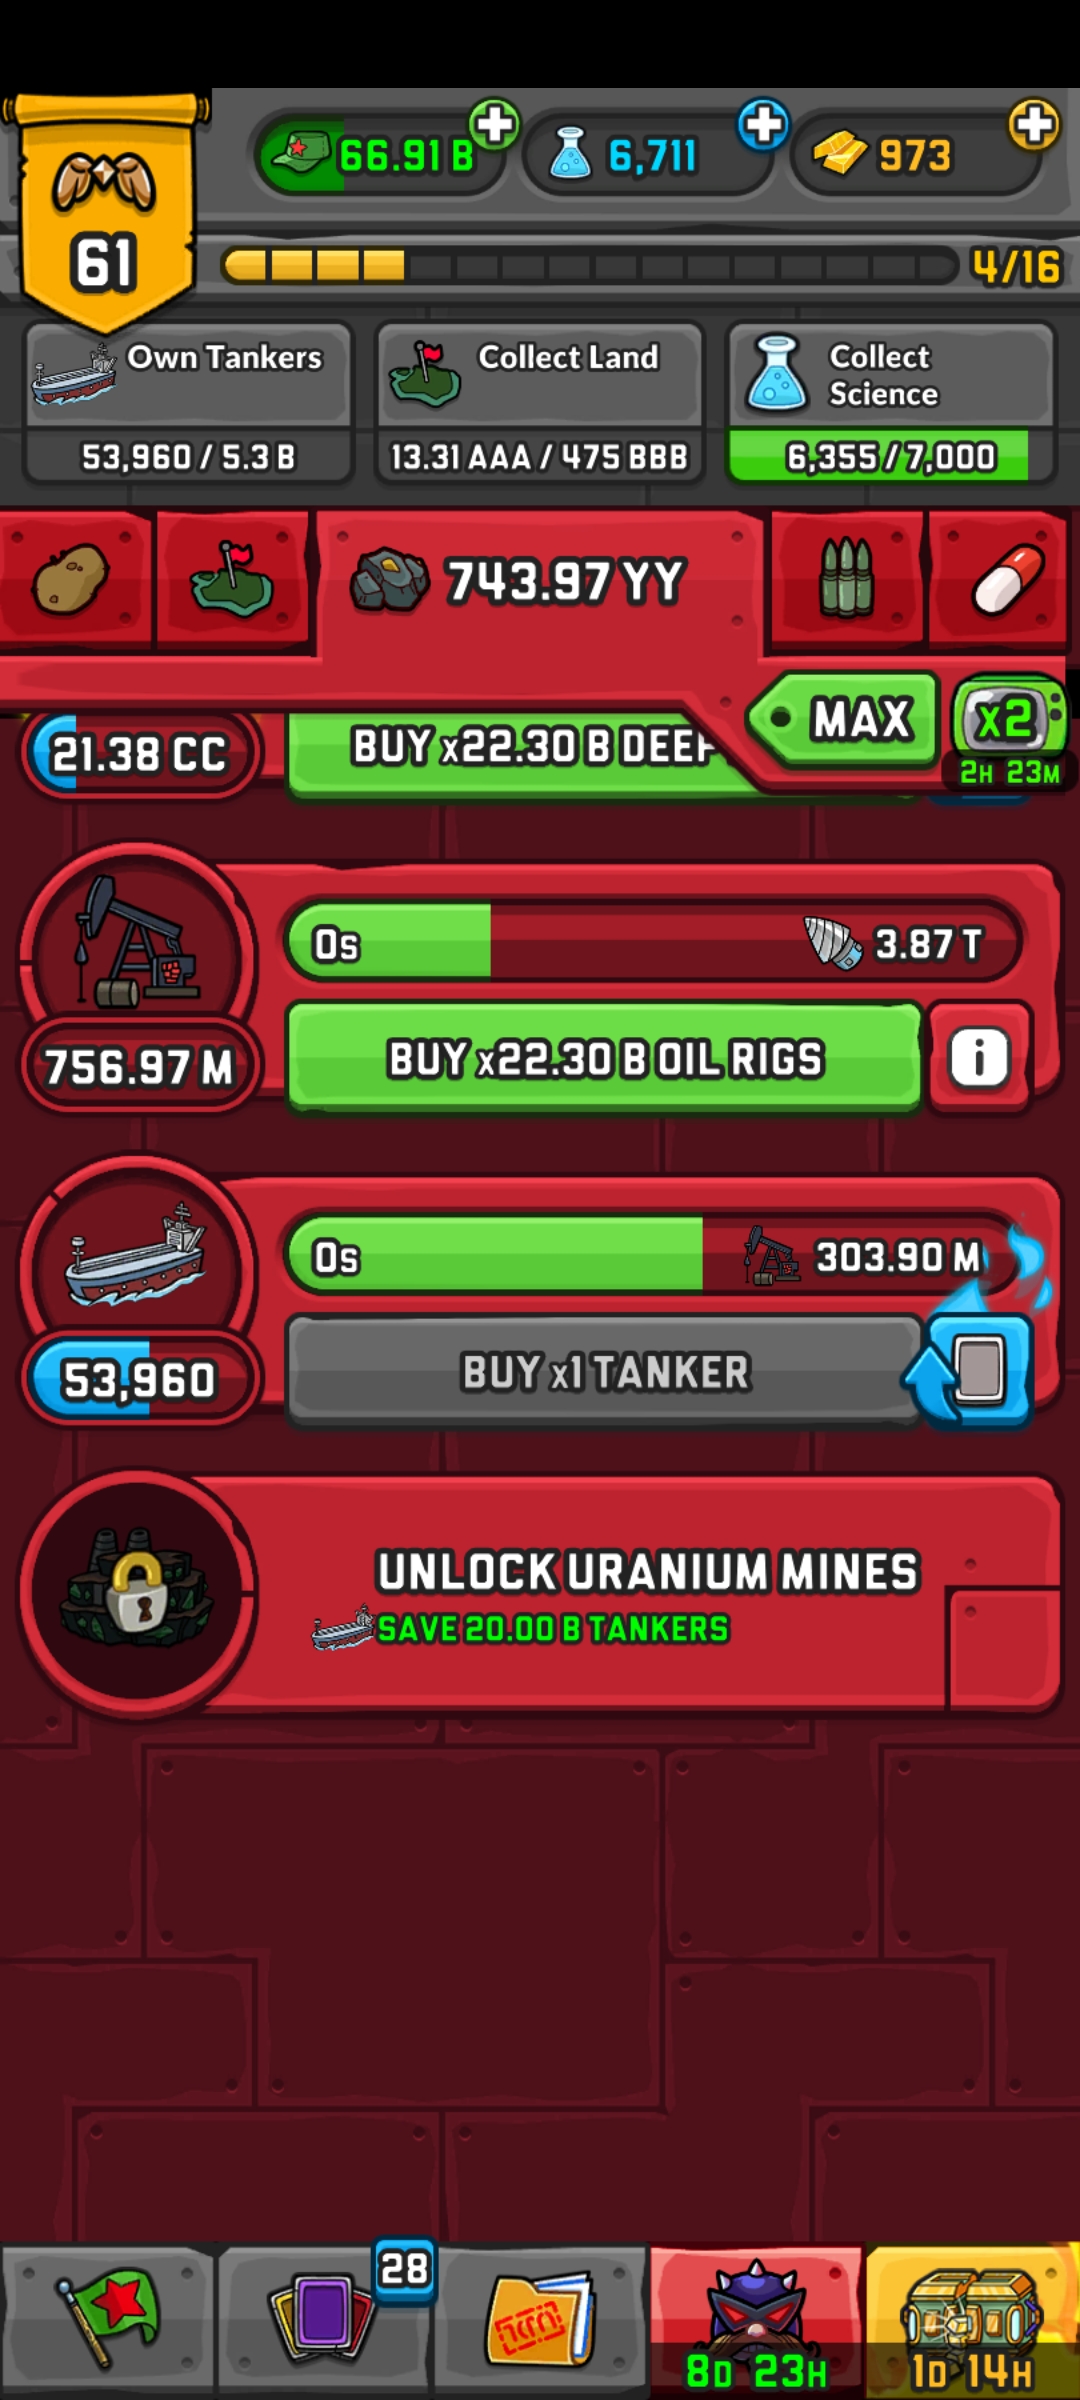 66.91 B
6,711
973
61
4/16
Own Tankers
53,960 / 5.3 B
Collect Land
13.31 AAA / 475 BBB
Collect
Science
6,355 / 7,000
743.97 YY
MAX
x2
2H 23M
21.38 CC
BUY x22.30 B DEEP
0s
3.87 T
756.97 M
BUY x22.30 B OIL RIGS
i
0s
303.90 M
53,960
BUY x1 TANKER
UNLOCK URANIUM MINES
SAVE 20.00 B TANKERS
28
8D 23H
1D 14H